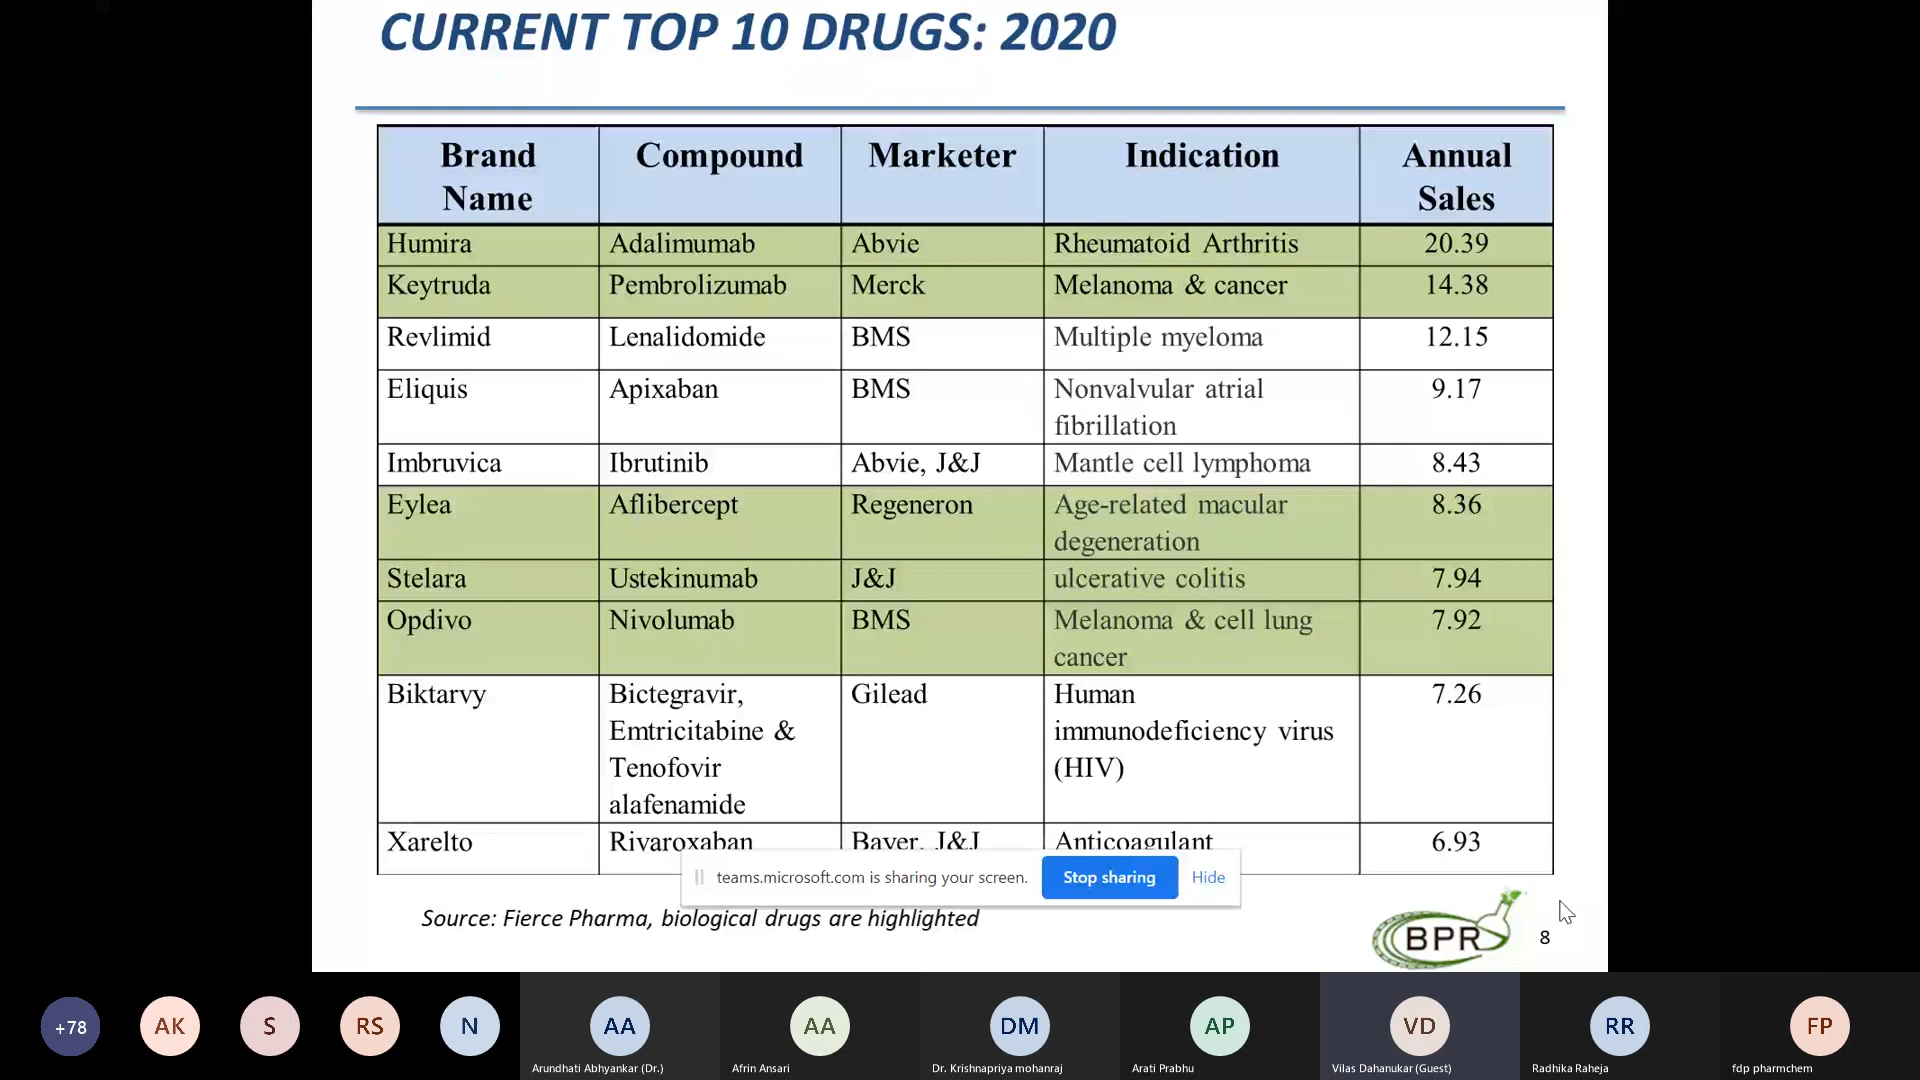 CURRENT TOP 10 DRUGS: 2020
Brand Name Compound Marketer Indication Annual Sales
Humira Adalimumab Abvie Rheumatoid Arthritis 20.39
Keytruda Pembrolizumab Merck Melanoma & cancer 14.38
Revlimid Lenalidomide BMS Multiple myeloma 12.15
Eliquis Apixaban BMS Nonvalvular atrial fibrillation 9.17
Imbruvica Ibrutinib Abvie, J&J Mantle cell lymphoma 8.43
Eylea Aflibercept Regeneron Age-related macular degeneration 8.36
Stelara Ustekinumab J&J ulcerative colitis 7.94
Opdivo Nivolumab BMS Melanoma & cell lung cancer 7.92
Biktarvy Bictegravir, Emtricitabine & Tenofovir alafenamide Gilead Human immunodeficiency virus (HIV) 7.26
Xarelto Rivaroxaban Bayer, J&J Anticoagulant 6.93
teams.microsoft.com is sharing your screen. Stop sharing Hide
Source: Fierce Pharma, biological drugs are highlighted
BPR 8
+78 AK S RS N AA AA DM AP VD RR FP
Arundhati Abhyankar (Dr.) Afrin Ansari Dr. Krishnapriya mohanraj Arati Prabhu Vilas Dahanukar (Guest) Radhika Raheja fdp pharmchem